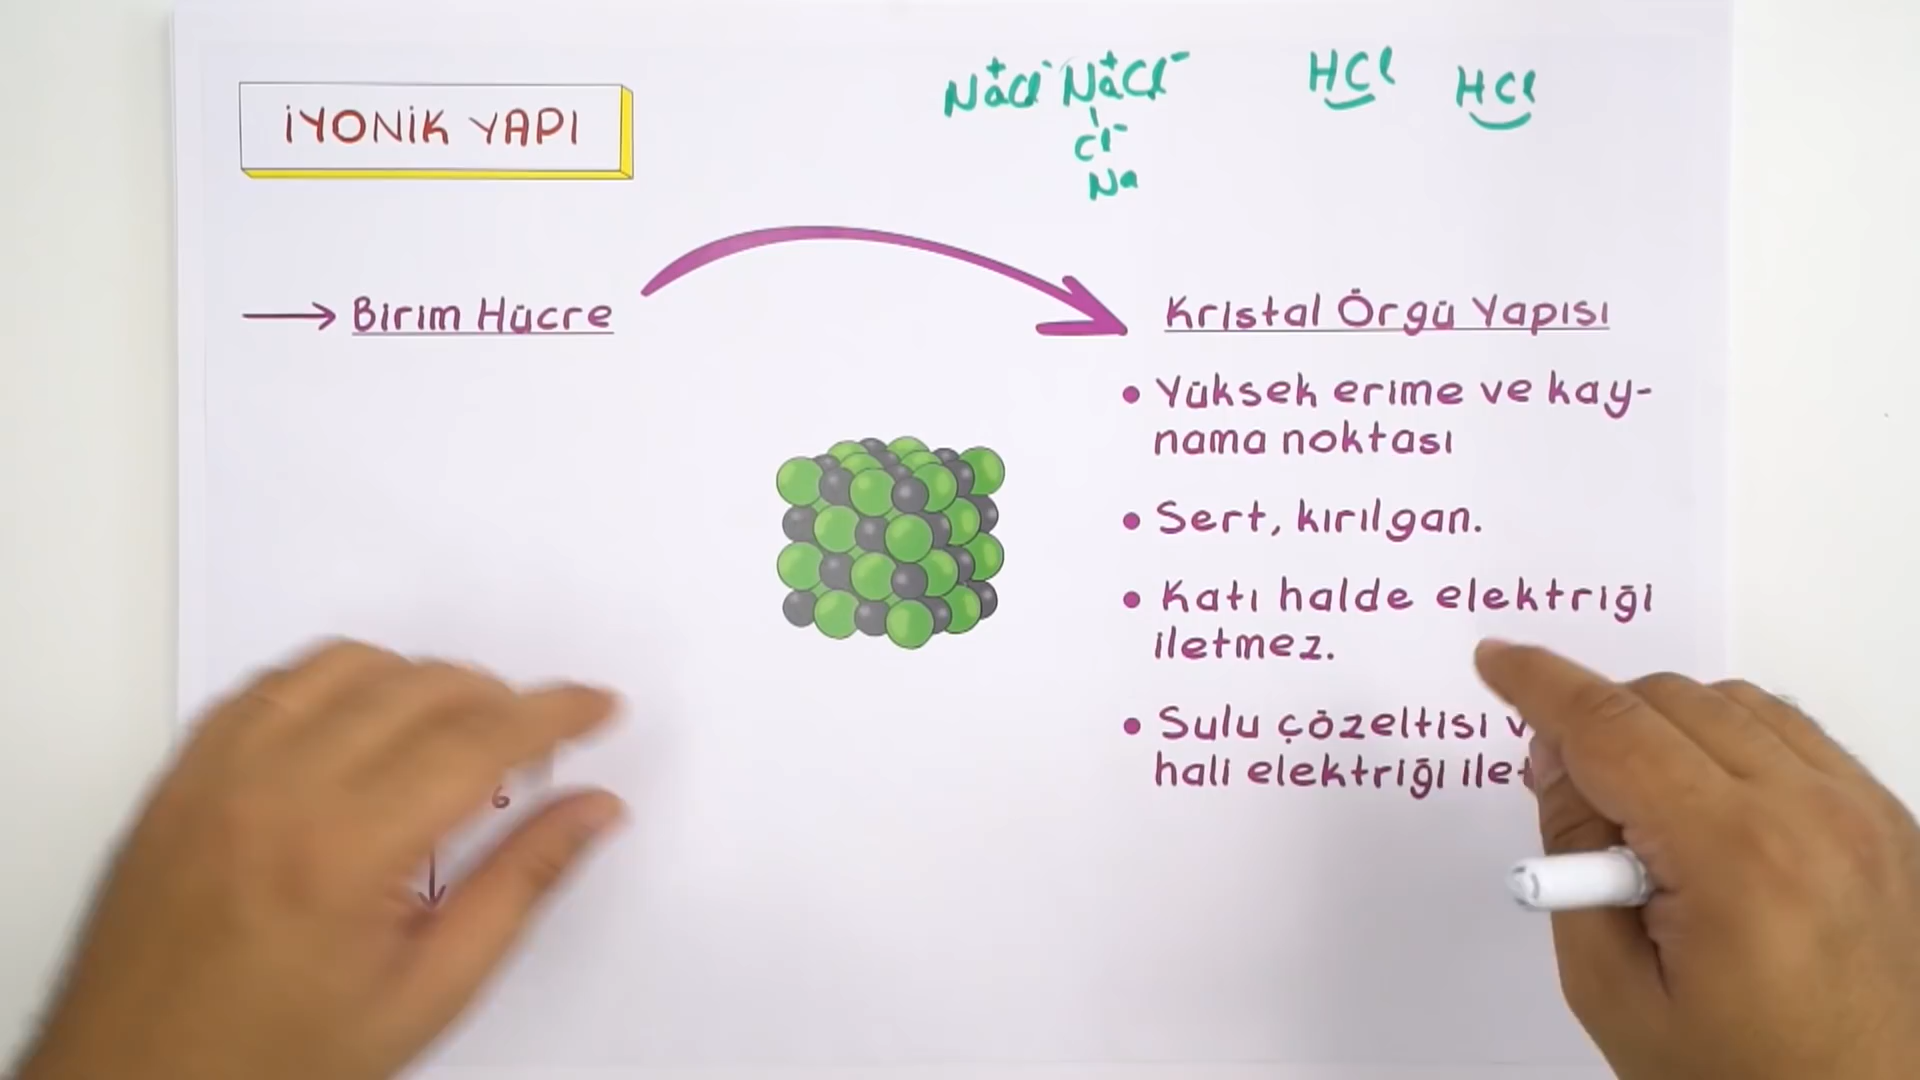 İYONİK YAPI
Na⁺Cl⁻ Na⁺Cl⁻ HCl HCl
Cl⁻
Na
Birim Hücre
Kristal Örgü Yapısı
• Yüksek erime ve kay-
nama noktası
• Sert, kırılgan.
• Katı halde elektriği
iletmez.
• Sulu çözeltisi
hali elektriği
6